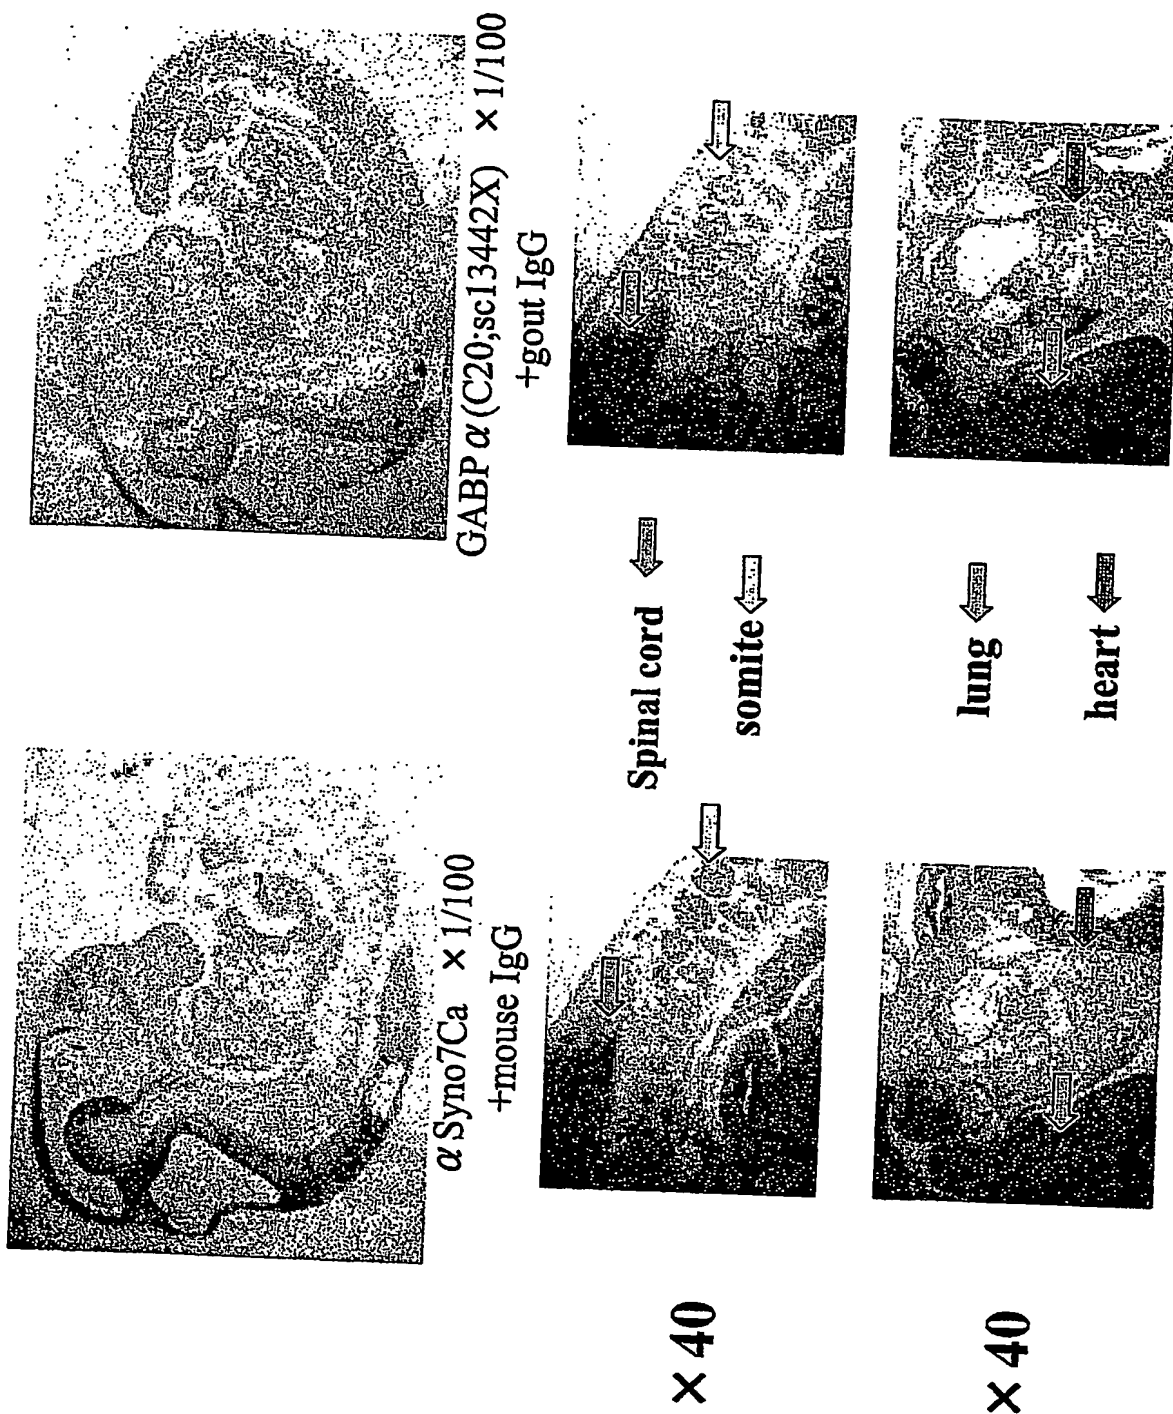 α Syno7Ca × 1/100
+mouse IgG
GABP α (C20;sc13442X) × 1/100
+gout IgG
× 40
Spinal cord
somite
× 40
lung
heart